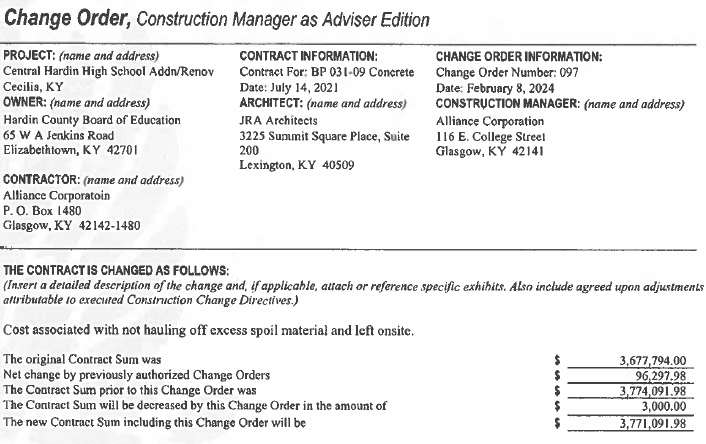 Change Order, Construction Manager as Adviser Edition
PROJECT: (name and address)
Central Hardin High School Addn/Renov
Cecilia, KY
OWNER: (name and address)
Hardin County Board of Education
65 W A Jenkins Road
Elizabethtown, KY 42701
CONTRACTOR: (name and address)
Alliance Corporatoin
P. O. Box 1480
Glasgow, KY 42142-1480
CONTRACT INFORMATION:
Contract For: BP 031-09 Concrete
Date: July 14, 2021
ARCHITECT: (name and address)
JRA Architects
3225 Summit Square Place, Suite
200
Lexington, KY 40509
CHANGE ORDER INFORMATION:
Change Order Number: 097
Date: February 8, 2024
CONSTRUCTION MANAGER: (name and address)
Alliance Corporation
116 E. College Street
Glasgow, KY 42141
THE CONTRACT IS CHANGED AS FOLLOWS:
(Insert a detailed description of the change and, if applicable, attach or reference specific exhibits. Also include agreed upon adjustments
attributable to executed Construction Change Directives.)
Cost associated with not hauling off excess spoil material and left onsite.
The original Contract Sum was $ 3,677,794.00
Net change by previously authorized Change Orders $ 96,297.98
The Contract Sum prior to this Change Order was $ 3,774,091.98
The Contract Sum will be decreased by this Change Order in the amount of $ 3,000.00
The new Contract Sum including this Change Order will be $ 3,771,091.98